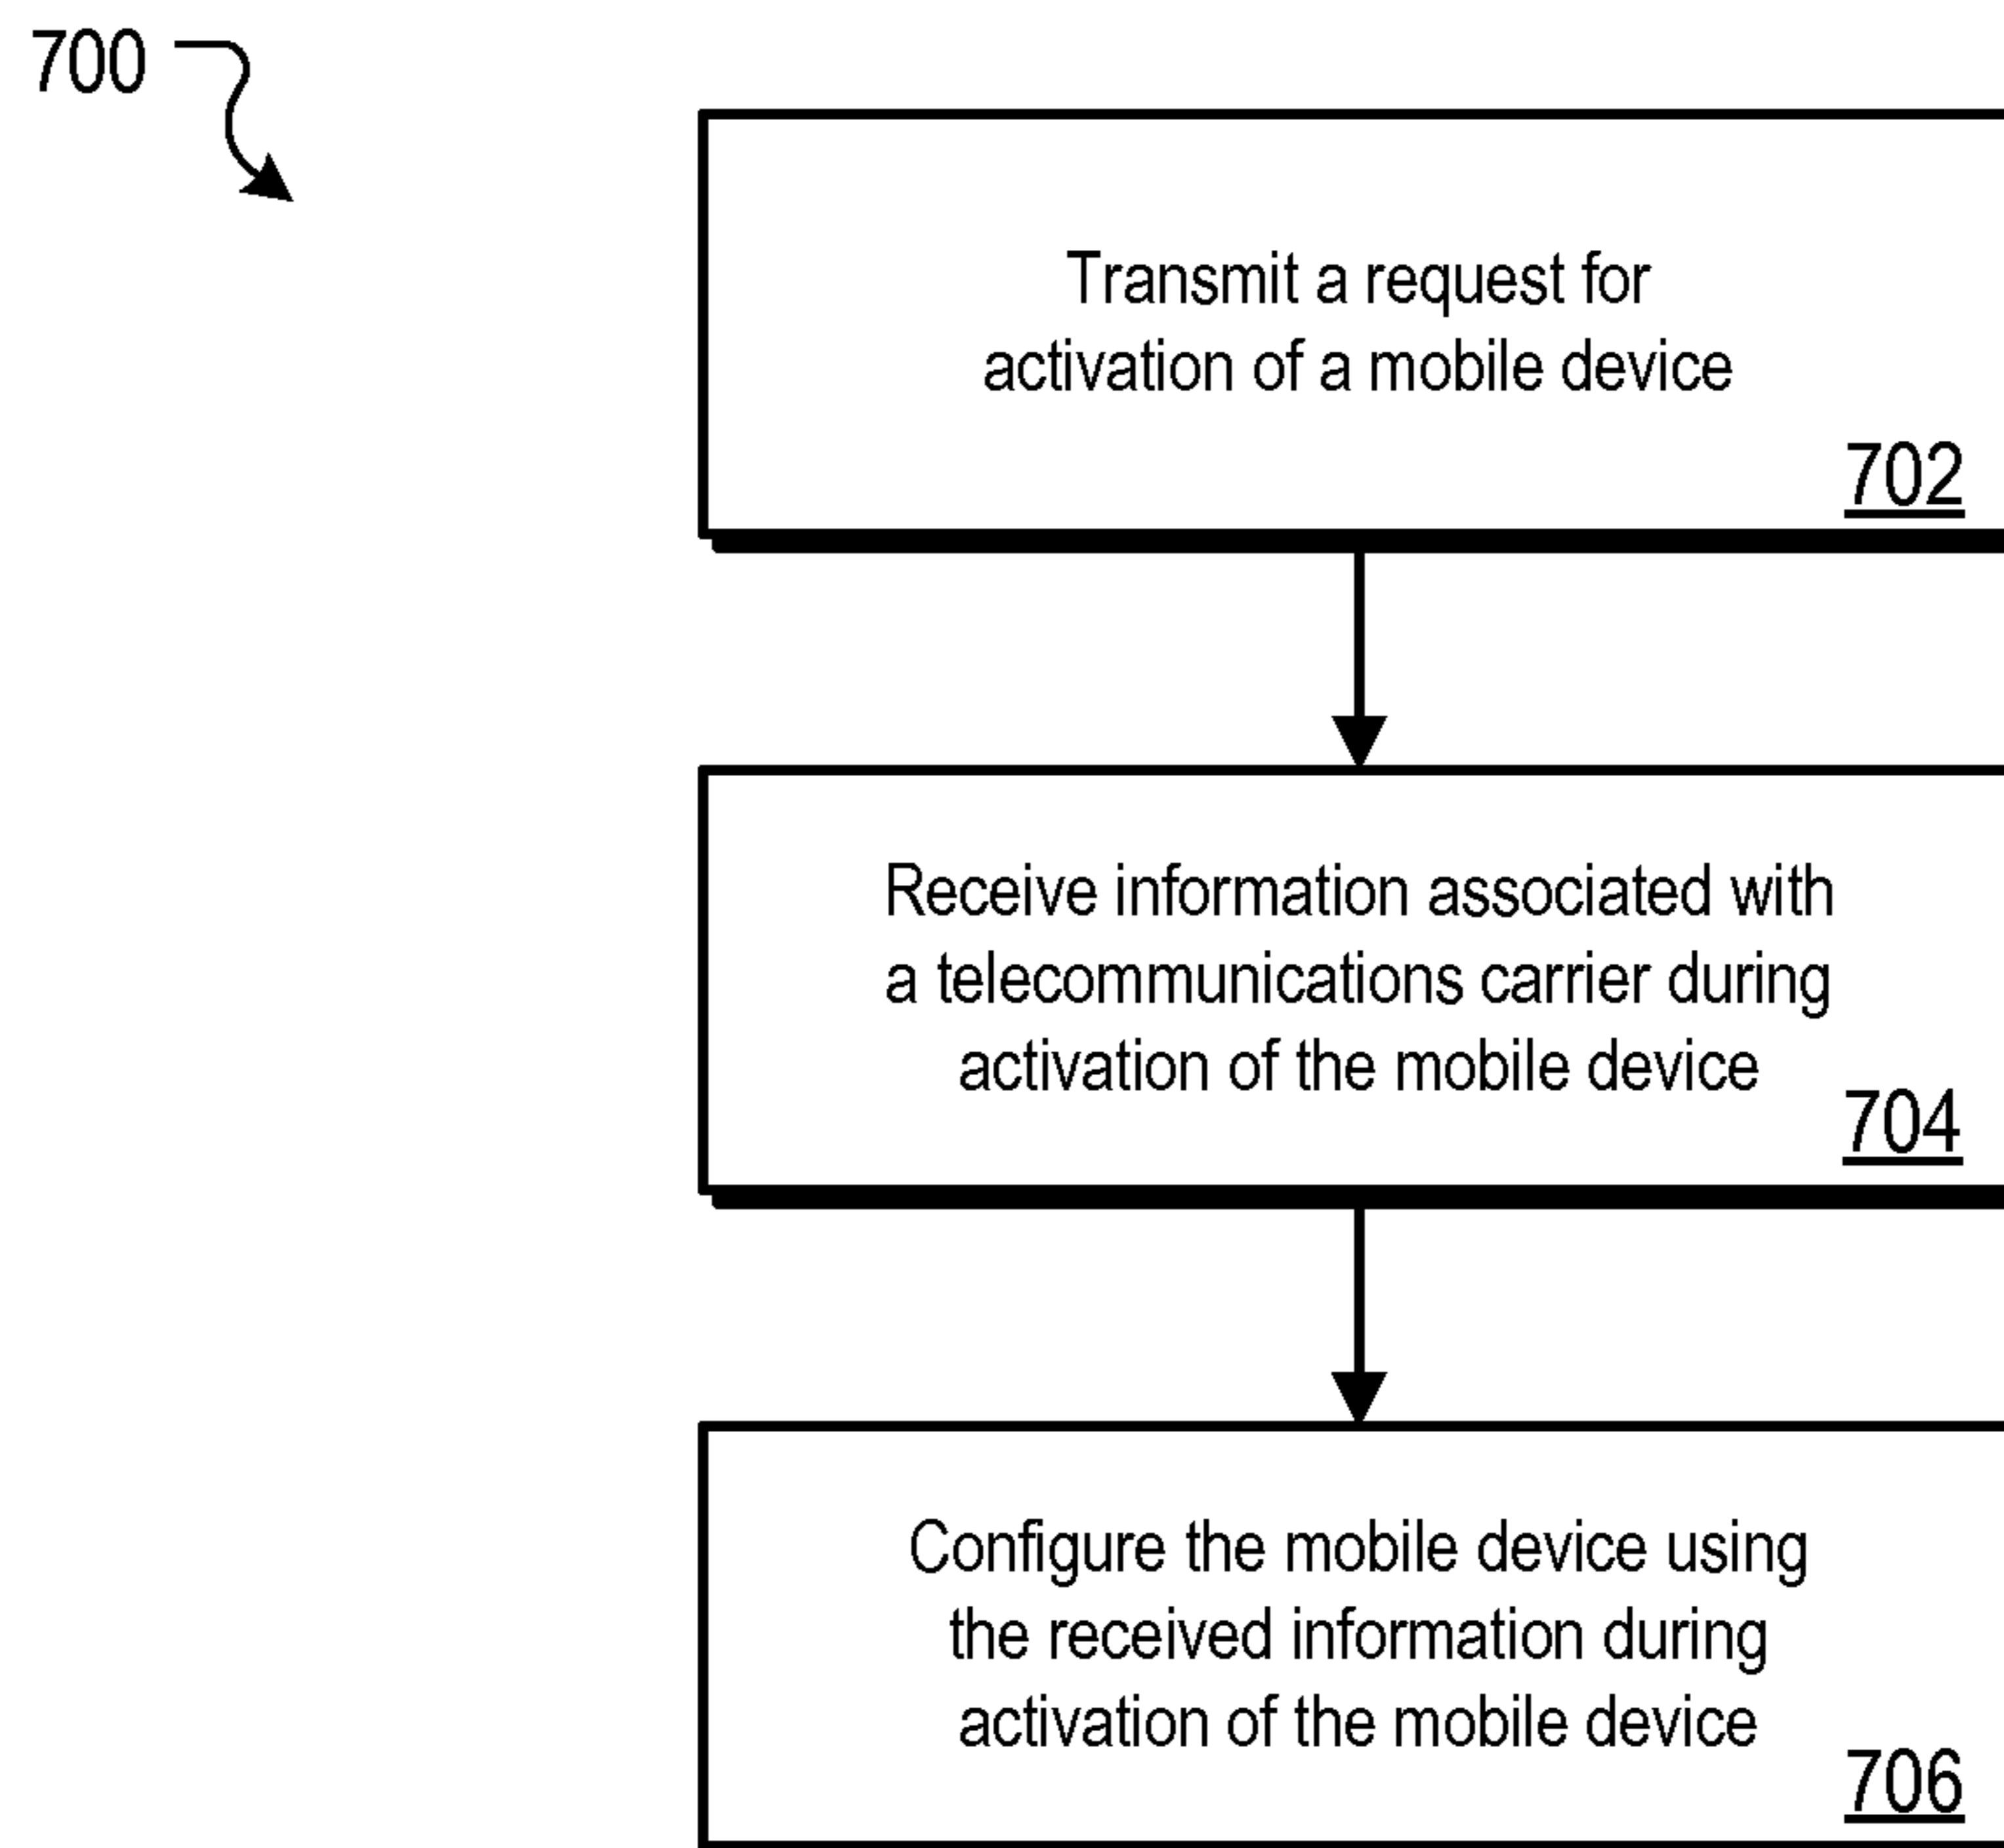 700
Transmit a request for
activation of a mobile device
702
Receive information associated with
a telecommunications carrier during
activation of the mobile device
704
Configure the mobile device using
the received information during
activation of the mobile device
706